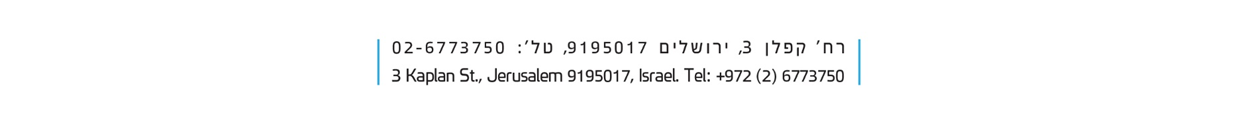 רח׳ קפלן 3, ירושלים 9195017, טל׳: 02-6773750
3 Kaplan St., Jerusalem 9195017, Israel. Tel: +972 (2) 6773750